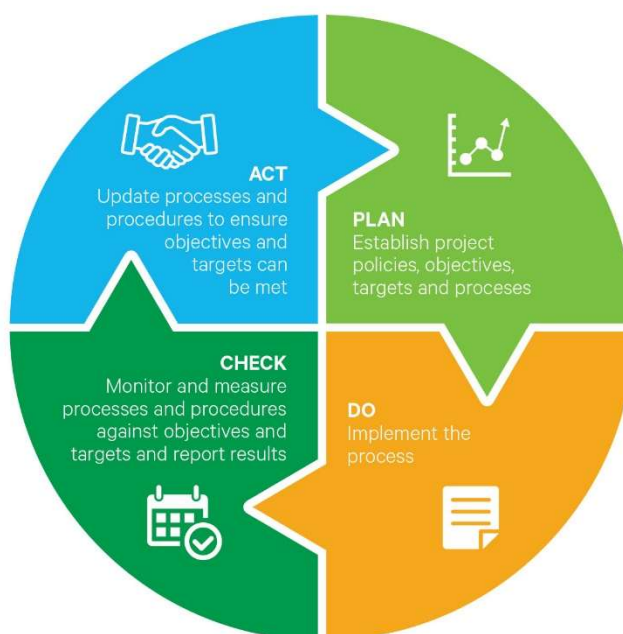 ACT
Update processes and
procedures to ensure
objectives and
targets can
be met
PLAN
Establish project
policies, objectives,
targets and proceses
CHECK
Monitor and measure
processes and procedures
against objectives and
targets and report results
DO
Implement the
process